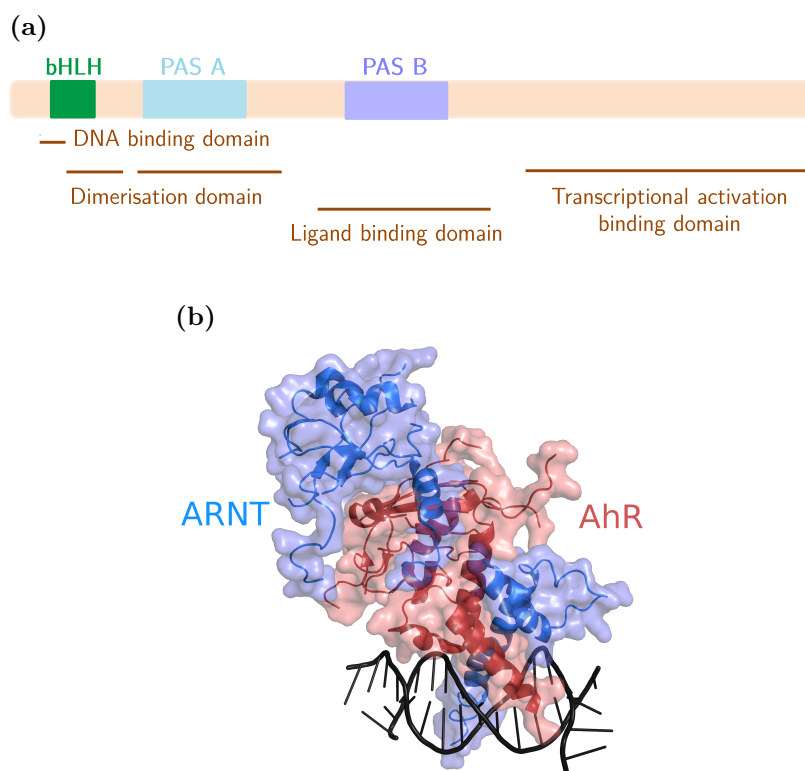 (a)
bHLH PAS A PAS B
DNA binding domain
Dimerisation domain
Transcriptional activation
binding domain
Ligand binding domain
(b)
ARNT
AhR